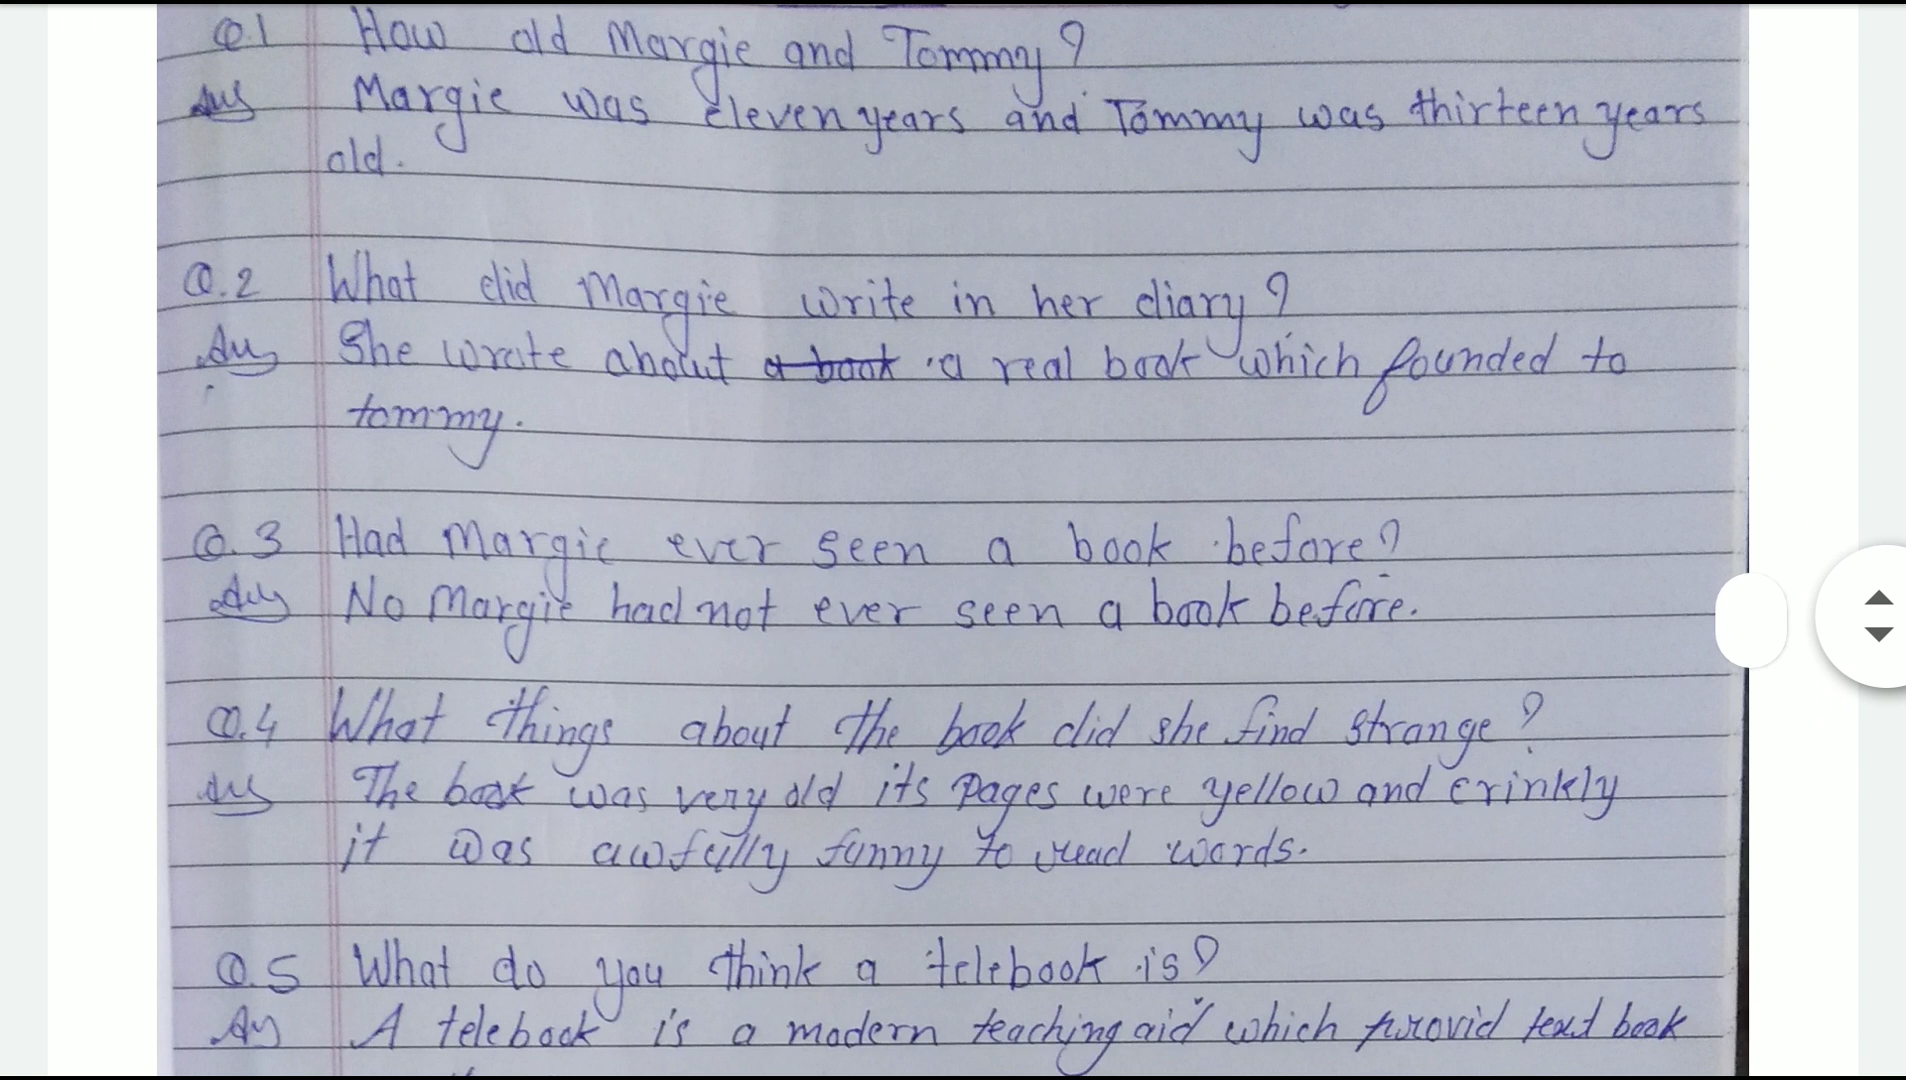 Q1 How old Margie and Tommy?
Ans Margie was eleven years and Tommy was thirteen years
old.
Q.2 What did Margie write in her diary?
Ans She wrote about a book a real book which founded to
tommy.
Q.3 Had Margie ever seen a book before?
Ans No Margie had not ever seen a book before.
Q.4 What things about the book did she find strange?
Ans The book was very old its pages were yellow and crinkly
it was awfully funny to read words.
Q.5 What do you think a telebook is?
Ans A telebook is a modern teaching aid which provid text book